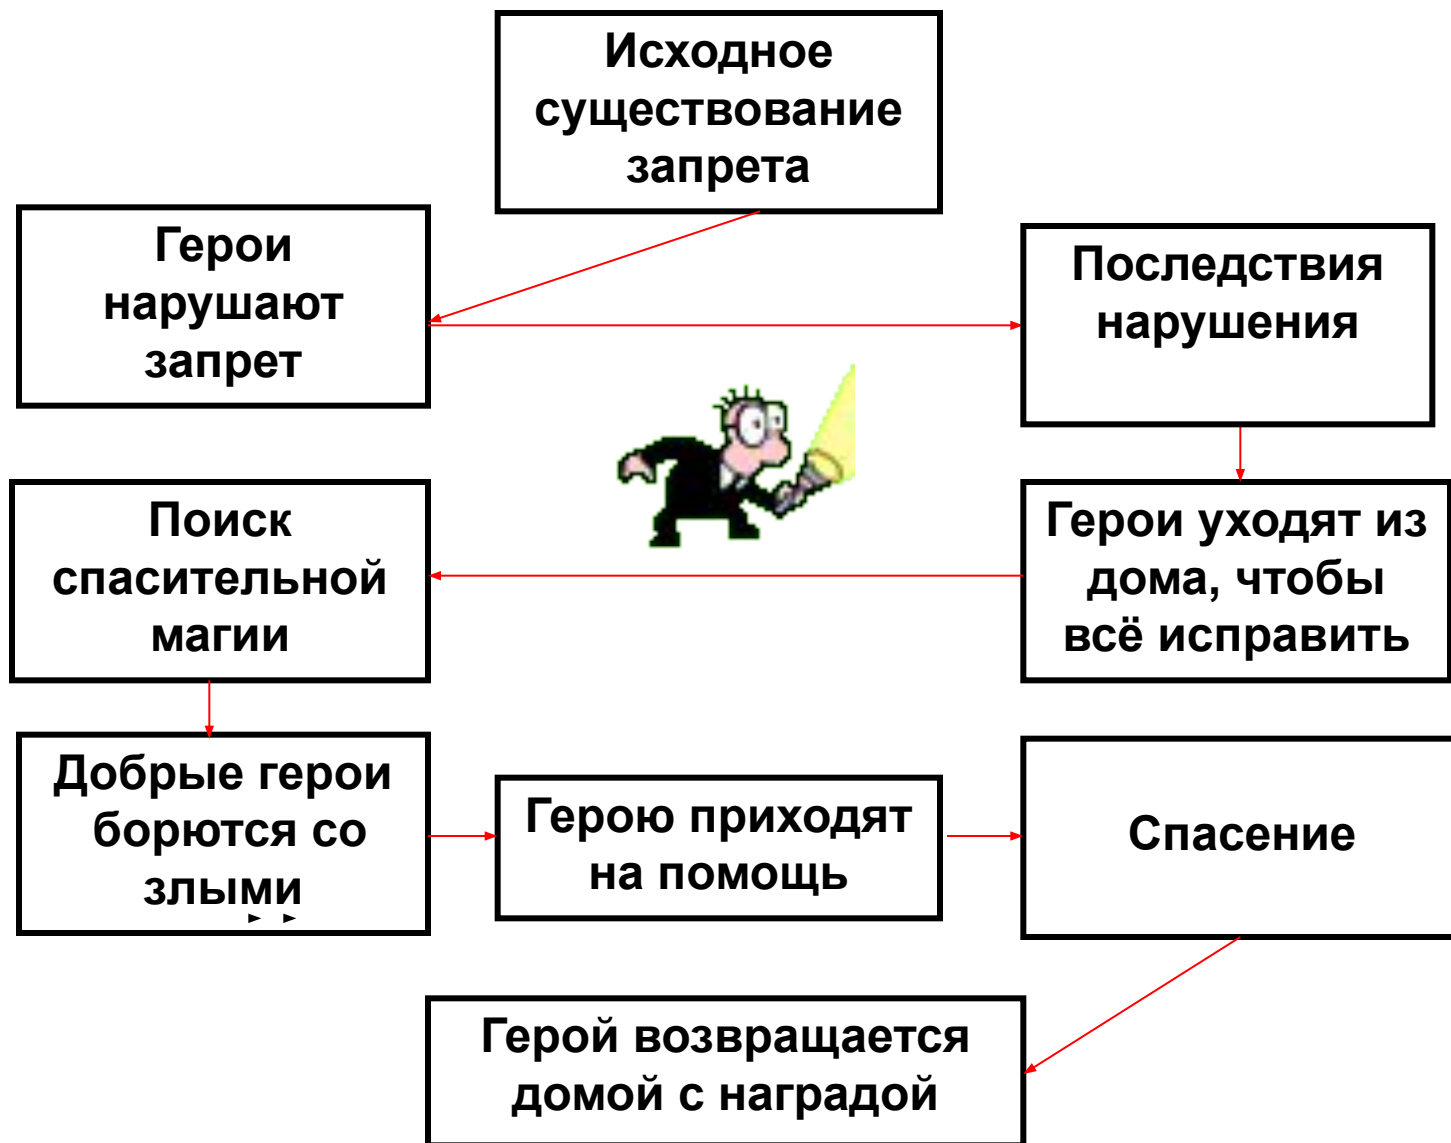 Исходное
существование
запрета
Герои
нарушают
запрет
Последствия
нарушения
Поиск
спасительной
магии
Герои уходят из
дома, чтобы
всё исправить
Добрые герои
борются со
злыми
Герою приходят
на помощь
Спасение
Герой возвращается
домой с наградой